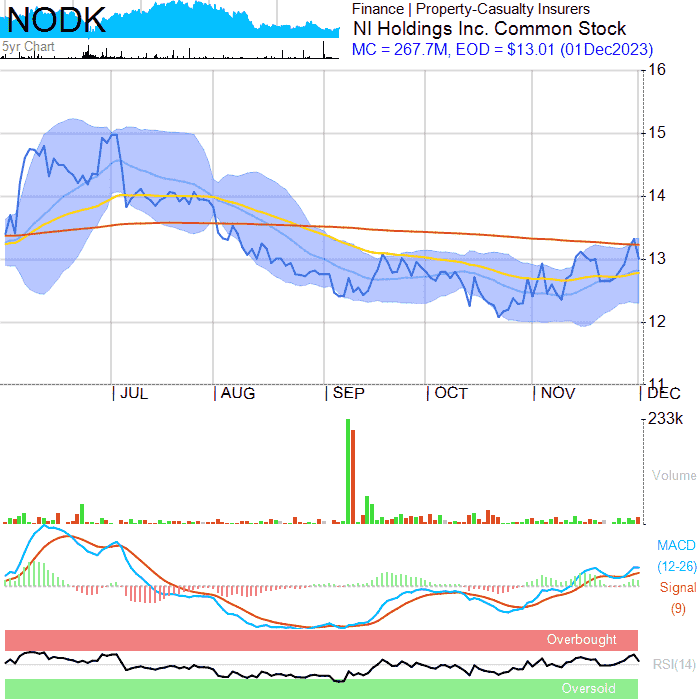 NODK
5yr Chart
Finance | Property-Casualty Insurers
NI Holdings Inc. Common Stock
MC = 267.7M, EOD = $13.01 (01Dec2023)
16
15
14
13
12
11
JUL AUG SEP OCT NOV DEC
233k
Volume
MACD
(12-26)
Signal
(9)
Overbought
RSI(14)
Oversold